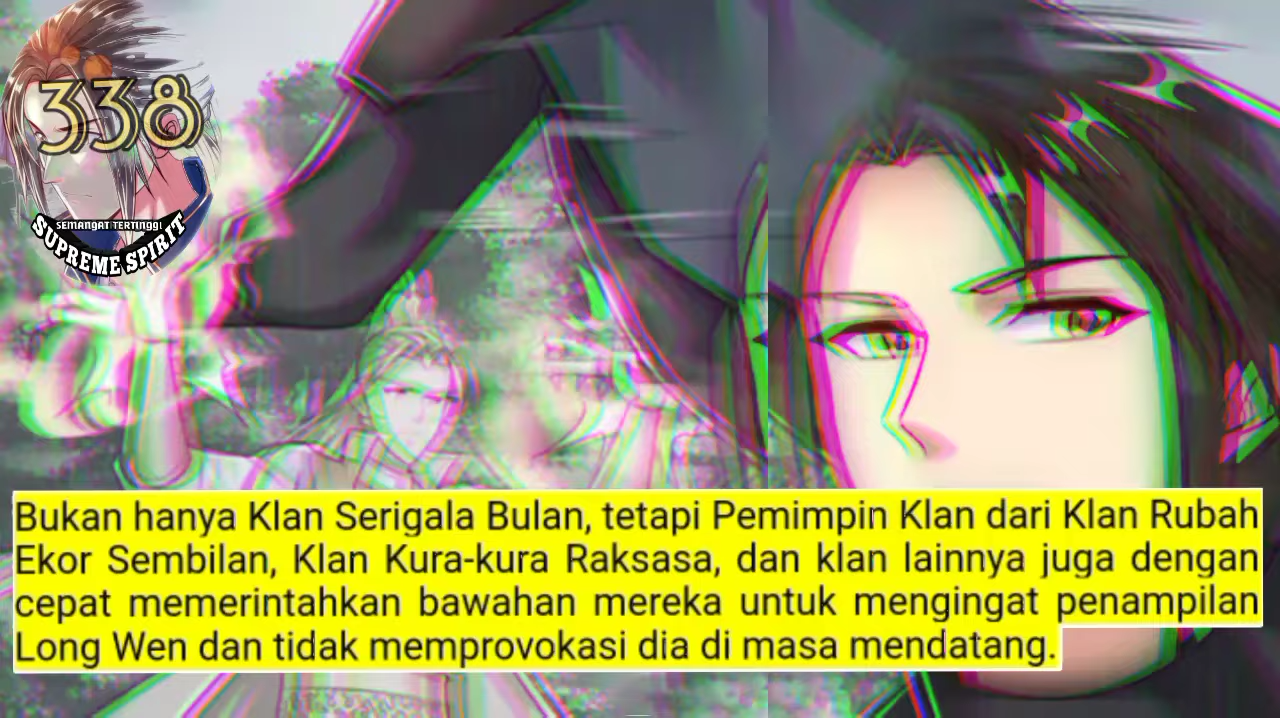 338
SEMANGAT TERTINGGI
SUPREME SPIRIT
Bukan hanya Klan Serigala Bulan, tetapi Pemimpin Klan dari Klan Rubah
Ekor Sembilan, Klan Kura-kura Raksasa, dan klan lainnya juga dengan
cepat memerintahkan bawahan mereka untuk mengingat penampilan
Long Wen dan tidak memprovokasi dia di masa mendatang.